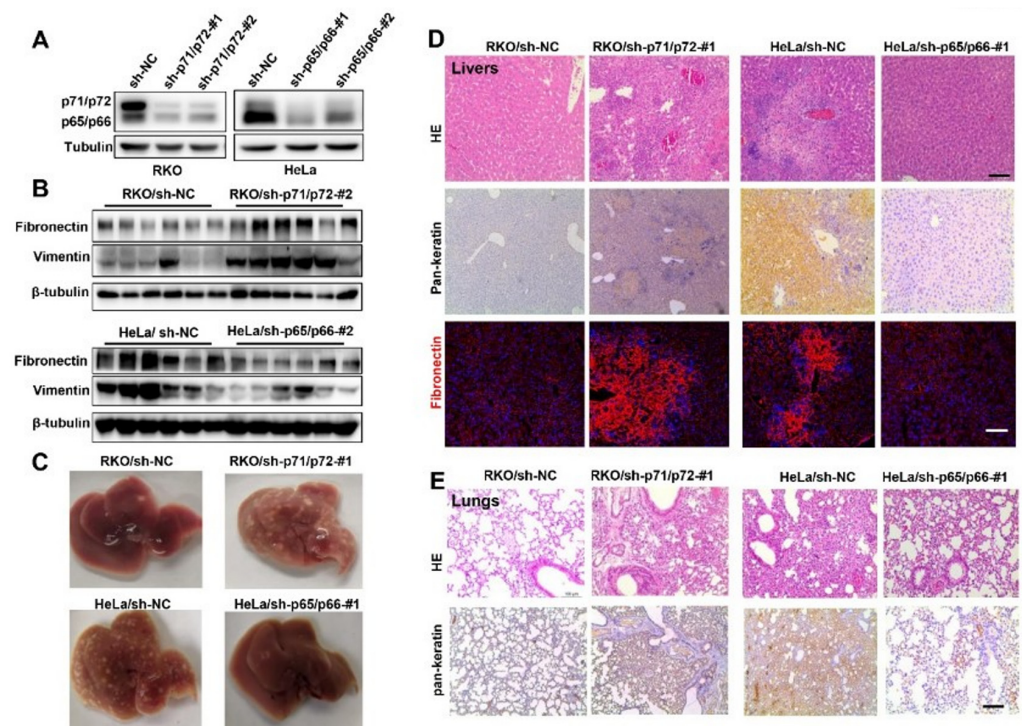 A
sh-NC
sh-p71/p72-#1
sh-p71/p72-#2
sh-NC
sh-p65/p66-#1
sh-p65/p66-#2
p71/p72
p65/p66
Tubulin
RKO
HeLa
B
RKO/sh-NC
RKO/sh-p71/p72-#2
Fibronectin
Vimentin
β-tubulin
HeLa/ sh-NC
HeLa/sh-p65/p66-#2
Fibronectin
Vimentin
β-tubulin
C
RKO/sh-NC
RKO/sh-p71/p72-#1
HeLa/sh-NC
HeLa/sh-p65/p66-#1
D
RKO/sh-NC
RKO/sh-p71/p72-#1
HeLa/sh-NC
HeLa/sh-p65/p66-#1
Livers
HE
Pan-keratin
Fibronectin
E
RKO/sh-NC
RKO/sh-p71/p72-#1
HeLa/sh-NC
HeLa/sh-p65/p66-#1
Lungs
HE
100 μm
pan-keratin